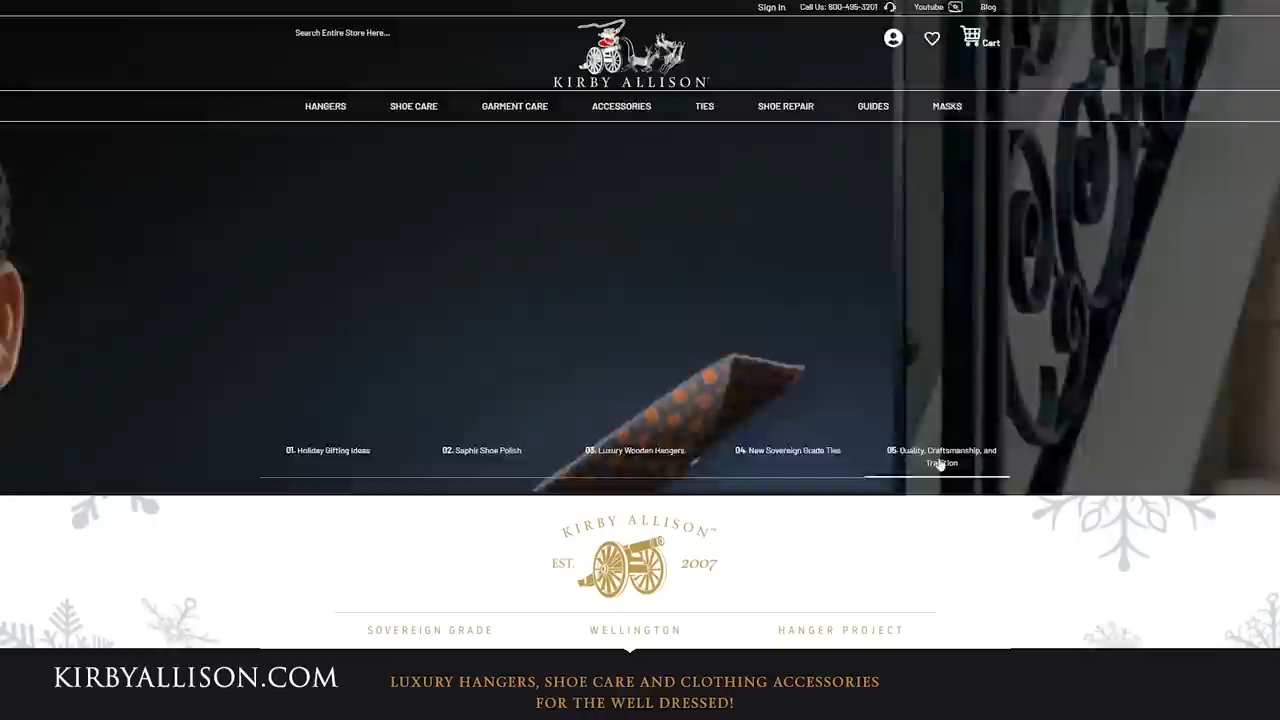 Sign In Call Us: 800-495-3201 Youtube Blog
Search Entire Store Here...
Cart
KIRBY ALLISON
HANGERS SHOE CARE GARMENT CARE ACCESSORIES TIES SHOE REPAIR GUIDES MASKS
01. Holiday Gifting Ideas 02. Saphir Shoe Polish 03. Luxury Wooden Hangers. 04. New Sovereign Grade Ties 05. Quality, Craftsmanship, and
Tradition
KIRBY ALLISON™
EST. 2007
SOVEREIGN GRADE WELLINGTON HANGER PROJECT
KIRBYALLISON.COM
LUXURY HANGERS, SHOE CARE AND CLOTHING ACCESSORIES
FOR THE WELL DRESSED!